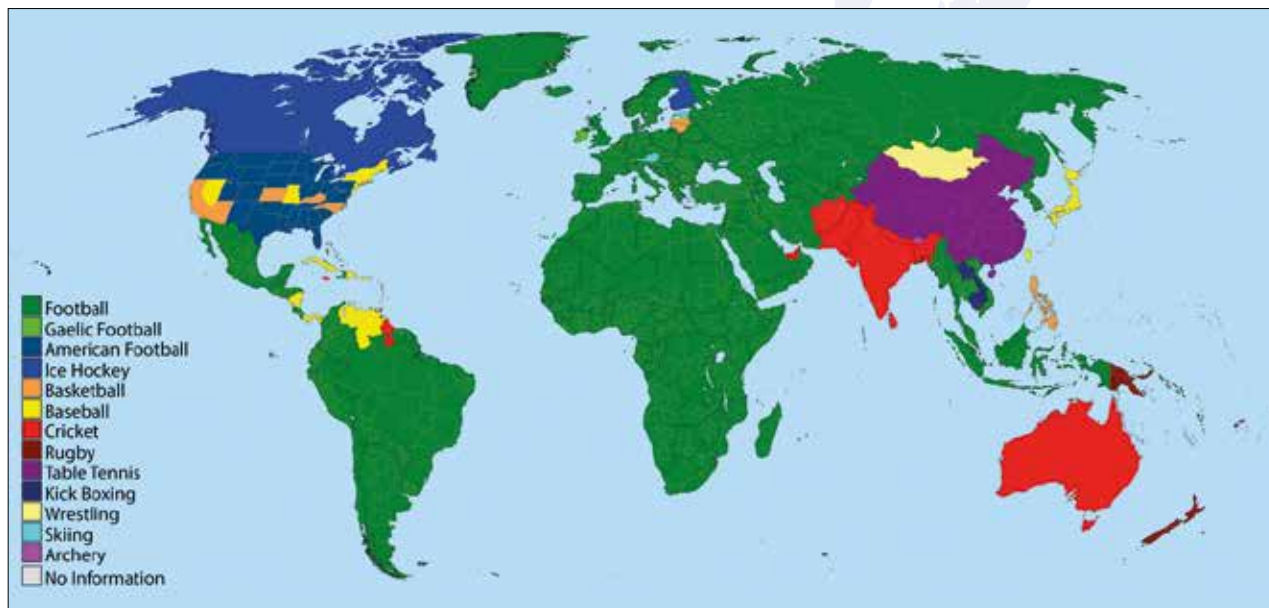 Football
Gaelic Football
American Football
Ice Hockey
Basketball
Baseball
Cricket
Rugby
Table Tennis
Kick Boxing
Wrestling
Skiing
Archery
No Information